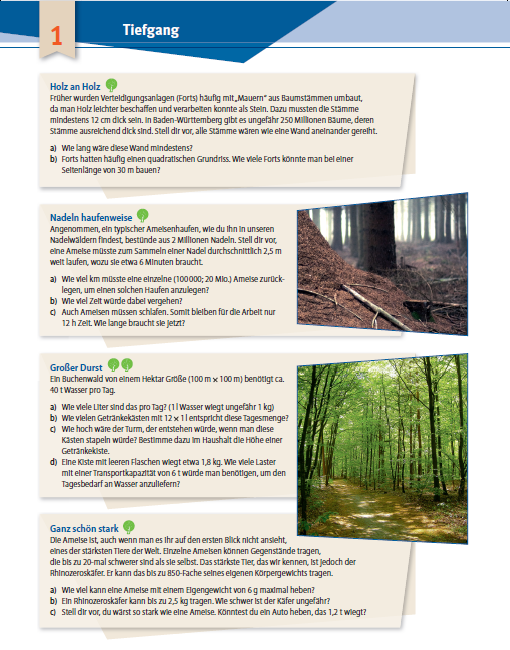 1
Tiefgang
Holz an Holz
Früher wurden Verteidigungsanlagen (Forts) häufig mit „Mauern“ aus Baumstämmen umbaut,
da man Holz leichter beschaffen und verarbeiten konnte als Stein. Dazu mussten die Stämme
mindestens 12 cm dick sein. In Baden-Württemberg gibt es ungefähr 250 Millionen Bäume, deren
Stämme ausreichend dick sind. Stell dir vor, alle Stämme wären wie eine Wand aneinander gereiht.
a) Wie lang wäre diese Wand mindestens?
b) Forts hatten häufig einen quadratischen Grundriss. Wie viele Forts könnte man bei einer
Seitenlänge von 30 m bauen?
Nadeln haufenweise
Angenommen, ein typischer Ameisenhaufen, wie du ihn in unseren
Nadelwäldern findest, bestünde aus 2 Millionen Nadeln. Stell dir vor,
eine Ameise müsste zum Sammeln einer Nadel durchschnittlich 2,5 m
weit laufen, wozu sie etwa 6 Minuten braucht.
a) Wie viel km müsste eine einzelne (100 000; 20 Mio.) Ameise zurück-
legen, um einen solchen Haufen anzulegen?
b) Wie viel Zeit würde dabei vergehen?
c) Auch Ameisen müssen schlafen. Somit bleiben für die Arbeit nur
12 h Zeit. Wie lange braucht sie jetzt?
Großer Durst
Ein Buchenwald von einem Hektar Größe (100 m × 100 m) benötigt ca.
40 t Wasser pro Tag.
a) Wie viele Liter sind das pro Tag? (1 l Wasser wiegt ungefähr 1 kg)
b) Wie vielen Getränkekästen mit 12 × 1 l entspricht diese Tagesmenge?
c) Wie hoch wäre der Turm, der entstehen würde, wenn man diese
Kästen stapeln würde? Bestimme dazu im Haushalt die Höhe einer
Getränkekiste.
d) Eine Kiste mit leeren Flaschen wiegt etwa 1,8 kg. Wie viele Laster
mit einer Transportkapazität von 6 t würde man benötigen, um den
Tagesbedarf an Wasser anzuliefern?
Ganz schön stark
Die Ameise ist, auch wenn man es ihr auf den ersten Blick nicht ansieht,
eines der stärksten Tiere der Welt. Einzelne Ameisen können Gegenstände tragen,
die bis zu 20-mal schwerer sind als sie selbst. Das stärkste Tier, das wir kennen, ist jedoch der
Rhinozeroskäfer. Er kann das bis zu 850-Fache seines eigenen Körpergewichts tragen.
a) Wie viel kann eine Ameise mit einem Eigengewicht von 6 g maximal heben?
b) Ein Rhinozeroskäfer kann bis zu 2,5 kg tragen. Wie schwer ist der Käfer ungefähr?
c) Stell dir vor, du wärst so stark wie eine Ameise. Könntest du ein Auto heben, das 1,2 t wiegt?